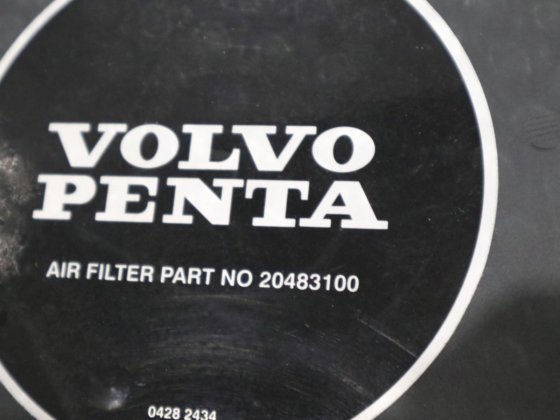 VOLVO
PENTA
AIR FILTER PART NO 20483100
0428 2434